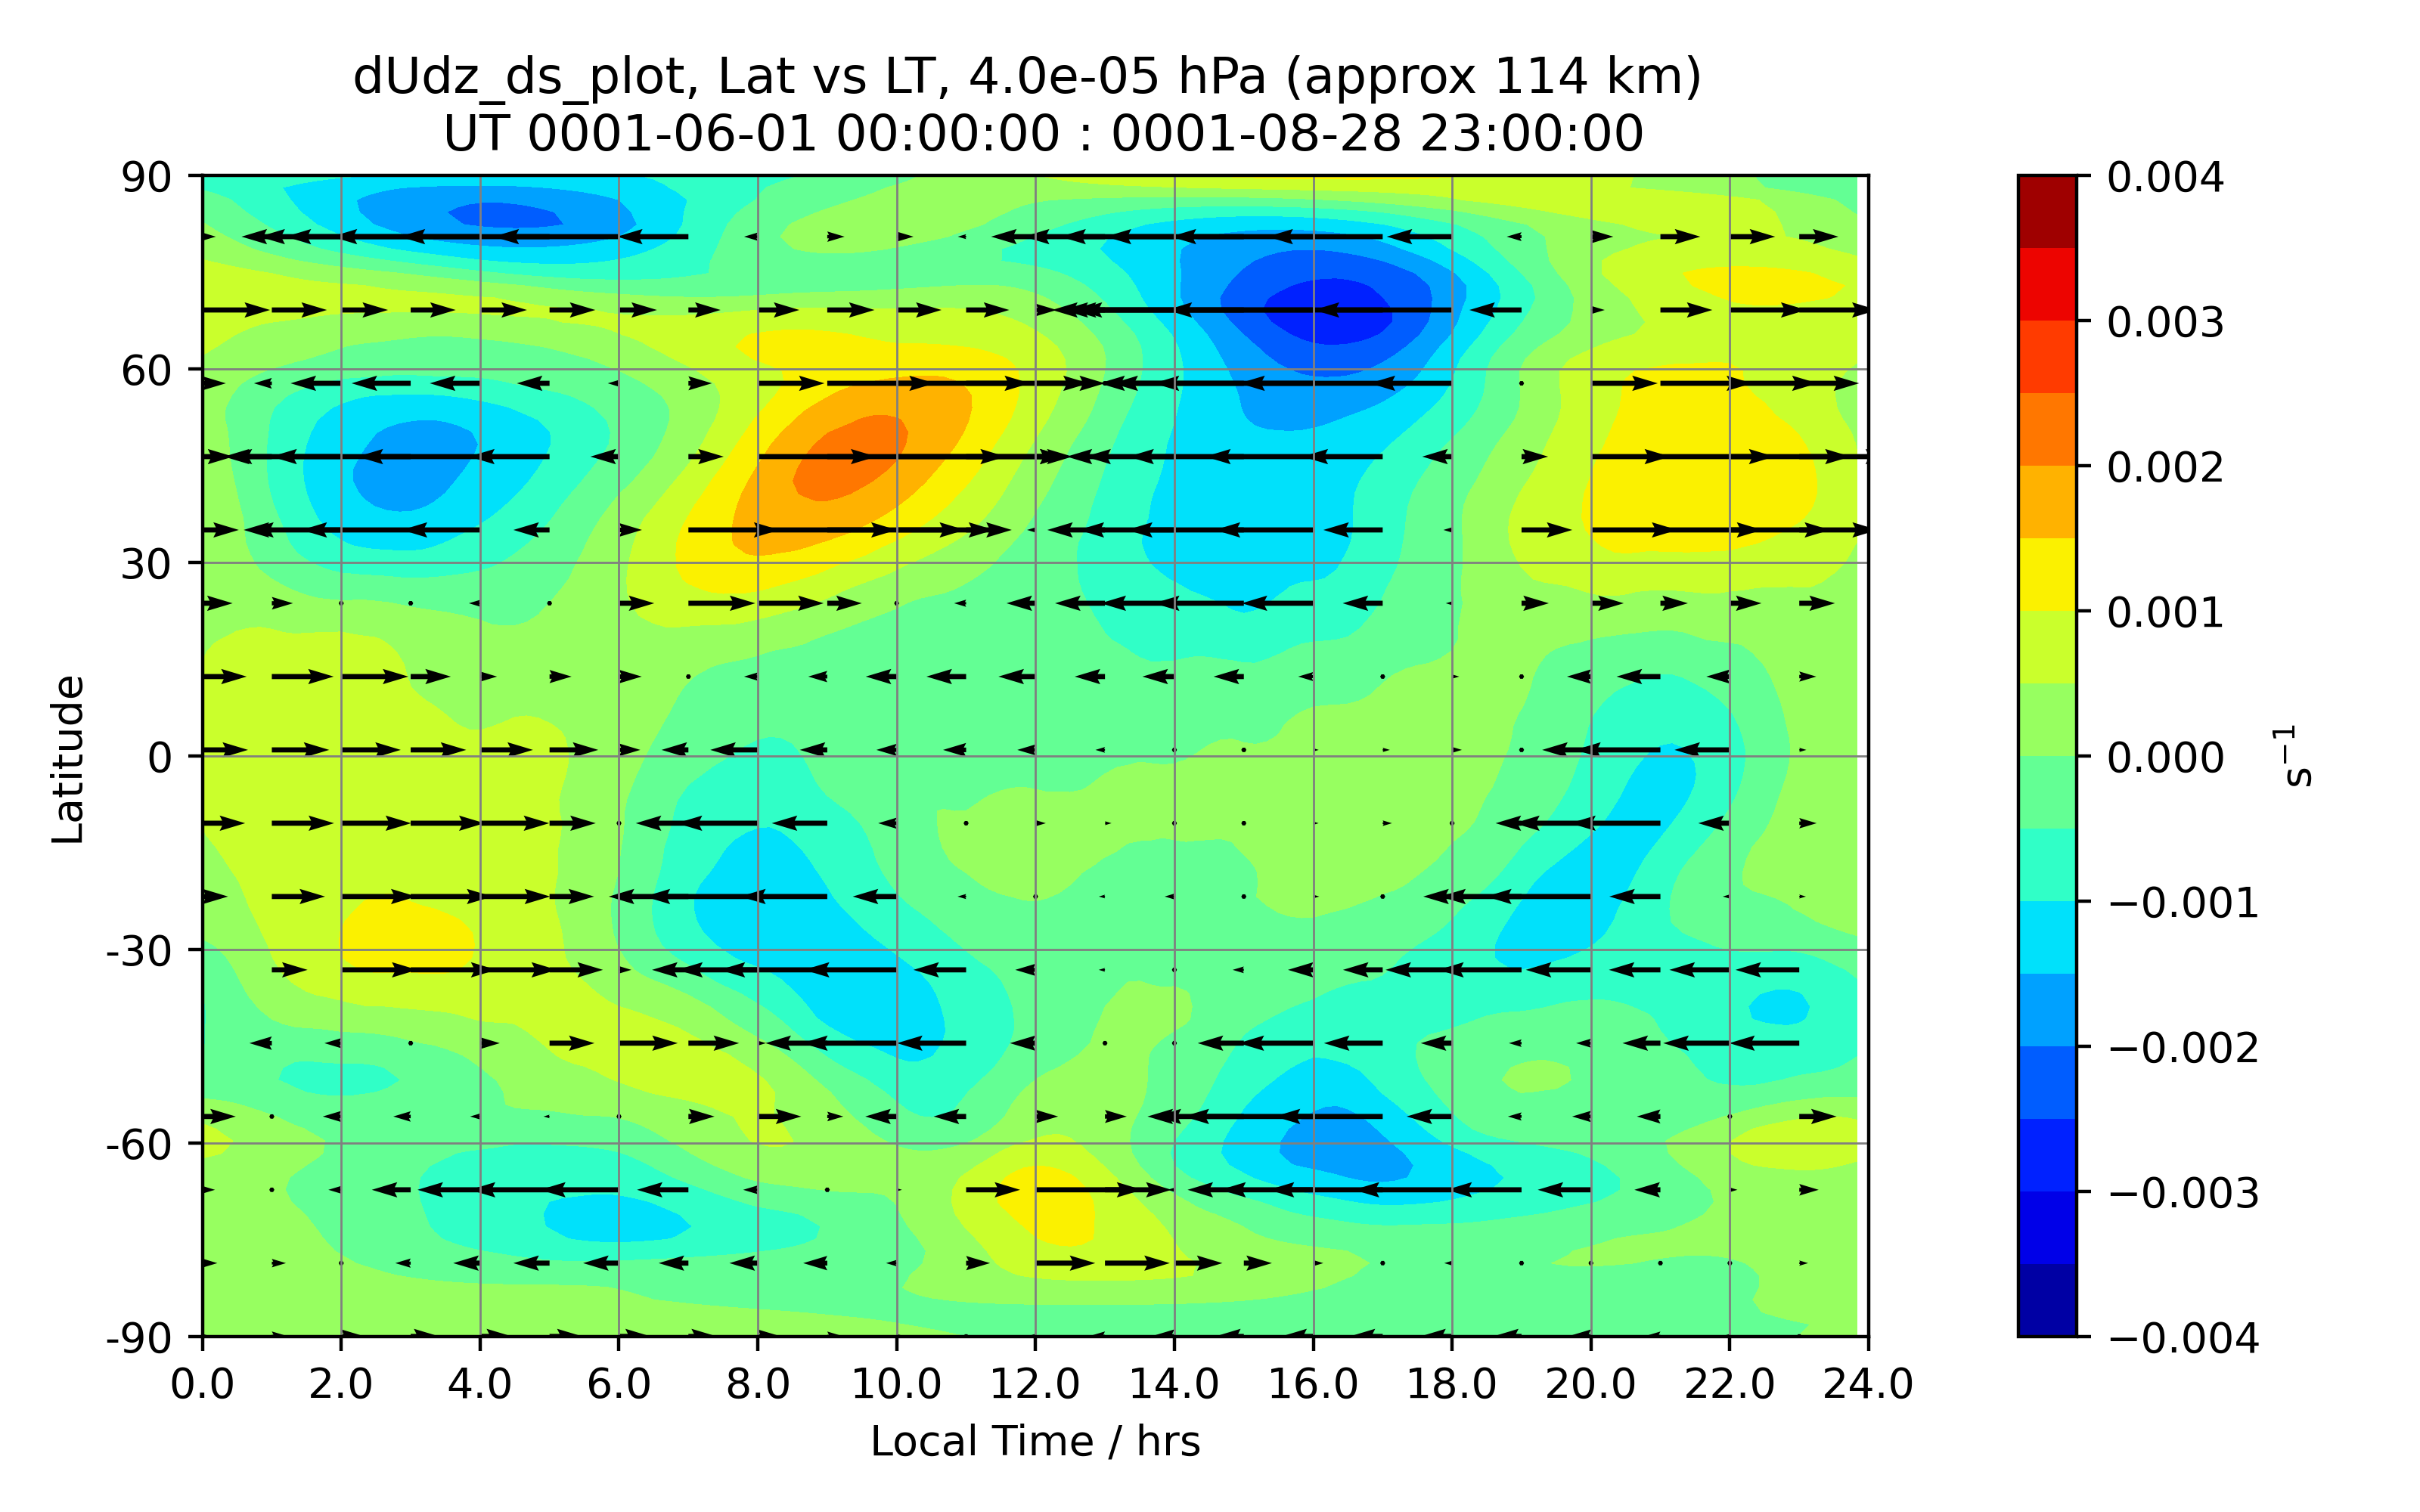 dUdz_ds_plot, Lat vs LT, 4.0e-05 hPa (approx 114 km)
UT 0001-06-01 00:00:00 : 0001-08-28 23:00:00
90
60
30
0
-30
-60
-90
Latitude
0.0 2.0 4.0 6.0 8.0 10.0 12.0 14.0 16.0 18.0 20.0 22.0 24.0
Local Time / hrs
0.004
0.003
0.002
0.001
0.000
−0.001
−0.002
−0.003
−0.004
s⁻¹